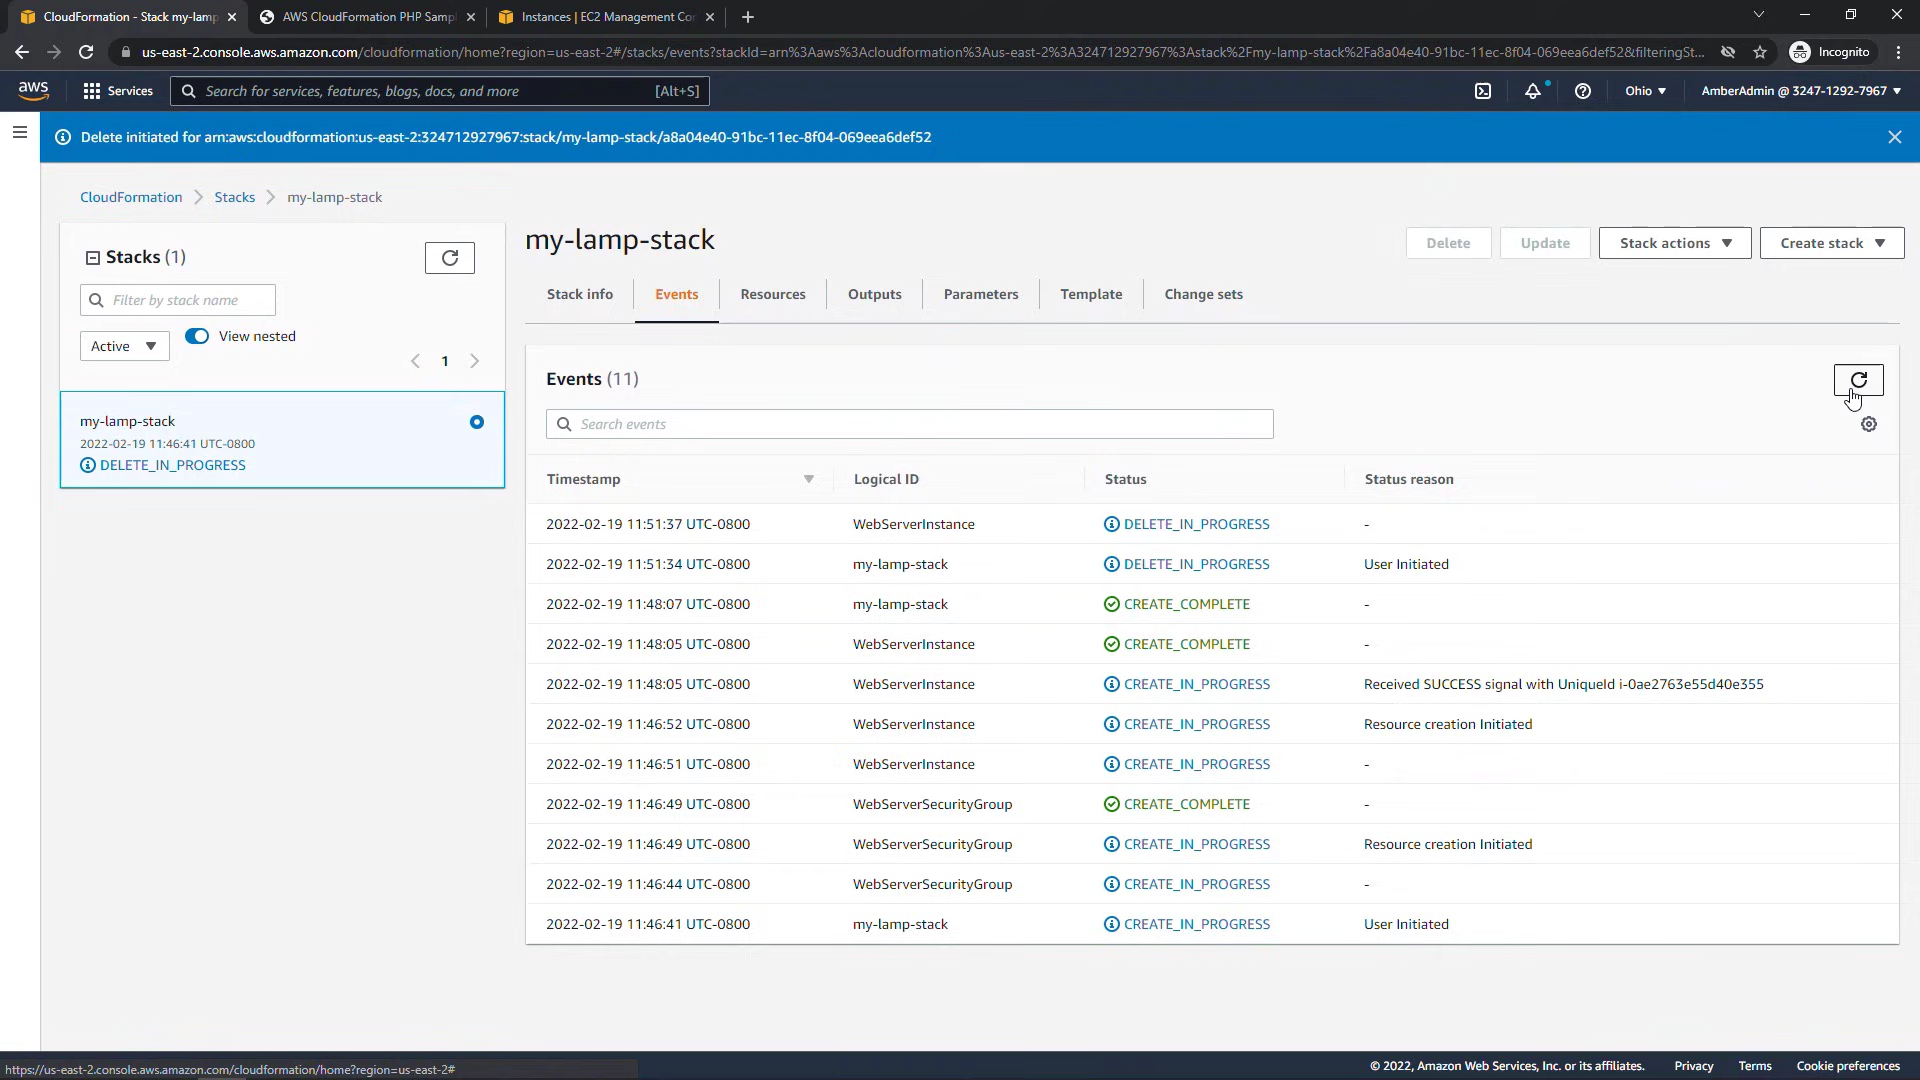 CloudFormation - Stack my-lamp
AWS CloudFormation PHP Sampl
Instances | EC2 Management Co
us-east-2.console.aws.amazon.com/cloudformation/home?region=us-east-2#/stacks/events?stackId=arn%3Aaws%3Acloudformation%3Aus-east-2%3A324712927967%3Astack%2Fmy-lamp-stack%2Fa8a04e40-91bc-11ec-8f04-069eea6def52&filteringSt...
Incognito
aws
Services
Search for services, features, blogs, docs, and more
[Alt+S]
Ohio
AmberAdmin @ 3247-1292-7967
Delete initiated for arn:aws:cloudformation:us-east-2:324712927967:stack/my-lamp-stack/a8a04e40-91bc-11ec-8f04-069eea6def52
CloudFormation
Stacks
my-lamp-stack
Stacks (1)
Filter by stack name
Active
View nested
1
my-lamp-stack
2022-02-19 11:46:41 UTC-0800
DELETE_IN_PROGRESS
my-lamp-stack
Delete
Update
Stack actions
Create stack
Stack info
Events
Resources
Outputs
Parameters
Template
Change sets
Events (11)
Search events
Timestamp Logical ID Status Status reason
2022-02-19 11:51:37 UTC-0800 WebServerInstance DELETE_IN_PROGRESS -
2022-02-19 11:51:34 UTC-0800 my-lamp-stack DELETE_IN_PROGRESS User Initiated
2022-02-19 11:48:07 UTC-0800 my-lamp-stack CREATE_COMPLETE -
2022-02-19 11:48:05 UTC-0800 WebServerInstance CREATE_COMPLETE -
2022-02-19 11:48:05 UTC-0800 WebServerInstance CREATE_IN_PROGRESS Received SUCCESS signal with UniqueId i-0ae2763e55d40e355
2022-02-19 11:46:52 UTC-0800 WebServerInstance CREATE_IN_PROGRESS Resource creation Initiated
2022-02-19 11:46:51 UTC-0800 WebServerInstance CREATE_IN_PROGRESS -
2022-02-19 11:46:49 UTC-0800 WebServerSecurityGroup CREATE_COMPLETE -
2022-02-19 11:46:49 UTC-0800 WebServerSecurityGroup CREATE_IN_PROGRESS Resource creation Initiated
2022-02-19 11:46:44 UTC-0800 WebServerSecurityGroup CREATE_IN_PROGRESS -
2022-02-19 11:46:41 UTC-0800 my-lamp-stack CREATE_IN_PROGRESS User Initiated
https://us-east-2.console.aws.amazon.com/cloudformation/home?region=us-east-2#
© 2022, Amazon Web Services, Inc. or its affiliates.
Privacy
Terms
Cookie preferences